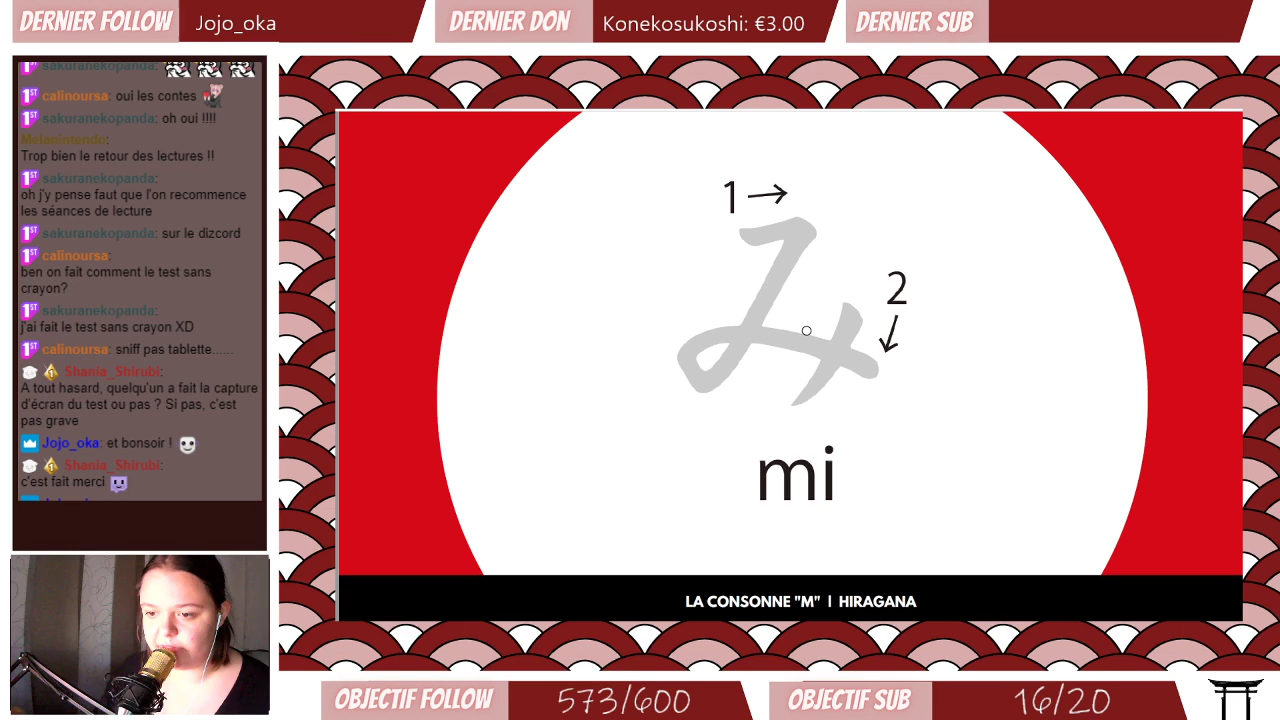 DERNIER FOLLOW
Jojo_oka
DERNIER DON
Konekosukoshi: €3.00
DERNIER SUB
sakuranekopanda:
calinoursa: oui les contes
sakuranekopanda: oh oui !!!!
Melanintendo:
Trop bien le retour des lectures !!
sakuranekopanda:
oh j'y pense faut que l'on recommence
les séances de lecture
sakuranekopanda: sur le dizcord
calinoursa:
ben on fait comment le test sans
crayon?
sakuranekopanda:
j'ai fait le test sans crayon XD
calinoursa: sniff pas tablette......
Shania_Shirubi:
A tout hasard, quelqu'un a fait la capture
d'écran du test ou pas ? Si pas, c'est
pas grave
Jojo_oka: et bonsoir !
Shania_Shirubi:
c'est fait merci
1→
み
2
mi
LA CONSONNE "M" | HIRAGANA
OBJECTIF FOLLOW
573/600
OBJECTIF SUB
16/20